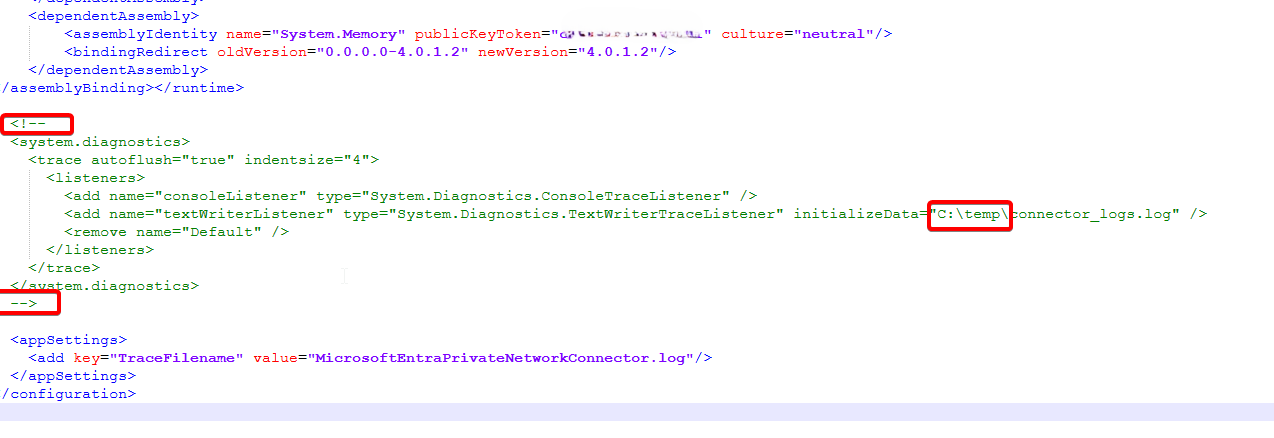 <dependentAssembly>
<assemblyIdentity name="System.Memory" publicKeyToken="" culture="neutral"/>
<bindingRedirect oldVersion="0.0.0.0-4.0.1.2" newVersion="4.0.1.2"/>
</dependentAssembly>
/assemblyBinding></runtime>
<!--
<system.diagnostics>
<trace autoflush="true" indentsize="4">
<listeners>
<add name="consoleListener" type="System.Diagnostics.ConsoleTraceListener" />
<add name="textWriterListener" type="System.Diagnostics.TextWriterTraceListener" initializeData="C:\temp\connector_logs.log" />
<remove name="Default" />
</listeners>
</trace>
</system.diagnostics>
-->
<appSettings>
<add key="TraceFilename" value="MicrosoftEntraPrivateNetworkConnector.log"/>
</appSettings>
/configuration>